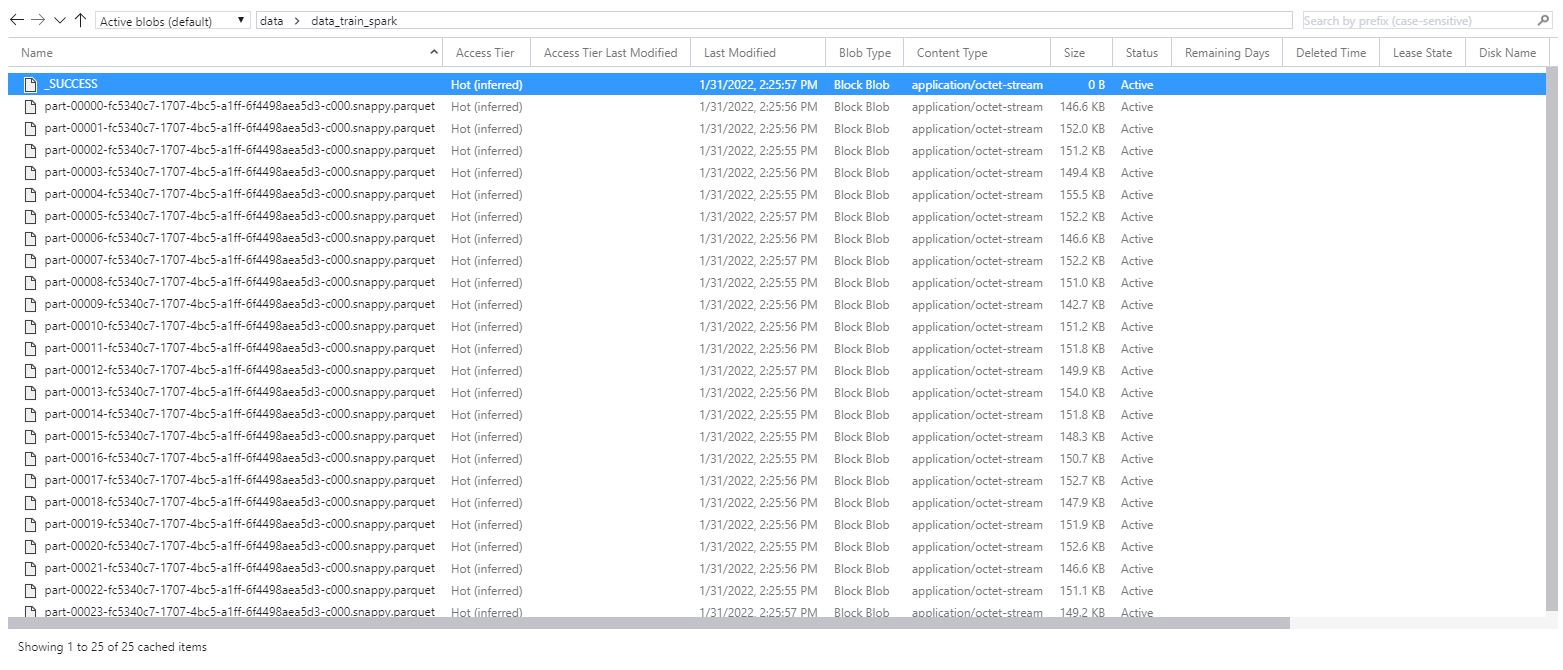 Active blobs (default) data data_train_spark Search by prefix (case-sensitive)
Name Access Tier Access Tier Last Modified Last Modified Blob Type Content Type Size Status Remaining Days Deleted Time Lease State Disk Name
_SUCCESS Hot (inferred) 1/31/2022, 2:25:57 PM Block Blob application/octet-stream 0 B Active
part-00000-fc5340c7-1707-4bc5-a1ff-6f4498aea5d3-c000.snappy.parquet Hot (inferred) 1/31/2022, 2:25:56 PM Block Blob application/octet-stream 146.6 KB Active
part-00001-fc5340c7-1707-4bc5-a1ff-6f4498aea5d3-c000.snappy.parquet Hot (inferred) 1/31/2022, 2:25:55 PM Block Blob application/octet-stream 152.0 KB Active
part-00002-fc5340c7-1707-4bc5-a1ff-6f4498aea5d3-c000.snappy.parquet Hot (inferred) 1/31/2022, 2:25:55 PM Block Blob application/octet-stream 151.2 KB Active
part-00003-fc5340c7-1707-4bc5-a1ff-6f4498aea5d3-c000.snappy.parquet Hot (inferred) 1/31/2022, 2:25:57 PM Block Blob application/octet-stream 149.4 KB Active
part-00004-fc5340c7-1707-4bc5-a1ff-6f4498aea5d3-c000.snappy.parquet Hot (inferred) 1/31/2022, 2:25:55 PM Block Blob application/octet-stream 155.5 KB Active
part-00005-fc5340c7-1707-4bc5-a1ff-6f4498aea5d3-c000.snappy.parquet Hot (inferred) 1/31/2022, 2:25:57 PM Block Blob application/octet-stream 152.2 KB Active
part-00006-fc5340c7-1707-4bc5-a1ff-6f4498aea5d3-c000.snappy.parquet Hot (inferred) 1/31/2022, 2:25:56 PM Block Blob application/octet-stream 146.6 KB Active
part-00007-fc5340c7-1707-4bc5-a1ff-6f4498aea5d3-c000.snappy.parquet Hot (inferred) 1/31/2022, 2:25:57 PM Block Blob application/octet-stream 152.2 KB Active
part-00008-fc5340c7-1707-4bc5-a1ff-6f4498aea5d3-c000.snappy.parquet Hot (inferred) 1/31/2022, 2:25:55 PM Block Blob application/octet-stream 151.0 KB Active
part-00009-fc5340c7-1707-4bc5-a1ff-6f4498aea5d3-c000.snappy.parquet Hot (inferred) 1/31/2022, 2:25:56 PM Block Blob application/octet-stream 142.7 KB Active
part-00010-fc5340c7-1707-4bc5-a1ff-6f4498aea5d3-c000.snappy.parquet Hot (inferred) 1/31/2022, 2:25:56 PM Block Blob application/octet-stream 151.2 KB Active
part-00011-fc5340c7-1707-4bc5-a1ff-6f4498aea5d3-c000.snappy.parquet Hot (inferred) 1/31/2022, 2:25:56 PM Block Blob application/octet-stream 151.8 KB Active
part-00012-fc5340c7-1707-4bc5-a1ff-6f4498aea5d3-c000.snappy.parquet Hot (inferred) 1/31/2022, 2:25:57 PM Block Blob application/octet-stream 149.9 KB Active
part-00013-fc5340c7-1707-4bc5-a1ff-6f4498aea5d3-c000.snappy.parquet Hot (inferred) 1/31/2022, 2:25:56 PM Block Blob application/octet-stream 154.0 KB Active
part-00014-fc5340c7-1707-4bc5-a1ff-6f4498aea5d3-c000.snappy.parquet Hot (inferred) 1/31/2022, 2:25:55 PM Block Blob application/octet-stream 151.8 KB Active
part-00015-fc5340c7-1707-4bc5-a1ff-6f4498aea5d3-c000.snappy.parquet Hot (inferred) 1/31/2022, 2:25:55 PM Block Blob application/octet-stream 148.3 KB Active
part-00016-fc5340c7-1707-4bc5-a1ff-6f4498aea5d3-c000.snappy.parquet Hot (inferred) 1/31/2022, 2:25:55 PM Block Blob application/octet-stream 150.7 KB Active
part-00017-fc5340c7-1707-4bc5-a1ff-6f4498aea5d3-c000.snappy.parquet Hot (inferred) 1/31/2022, 2:25:56 PM Block Blob application/octet-stream 152.7 KB Active
part-00018-fc5340c7-1707-4bc5-a1ff-6f4498aea5d3-c000.snappy.parquet Hot (inferred) 1/31/2022, 2:25:56 PM Block Blob application/octet-stream 147.9 KB Active
part-00019-fc5340c7-1707-4bc5-a1ff-6f4498aea5d3-c000.snappy.parquet Hot (inferred) 1/31/2022, 2:25:56 PM Block Blob application/octet-stream 151.9 KB Active
part-00020-fc5340c7-1707-4bc5-a1ff-6f4498aea5d3-c000.snappy.parquet Hot (inferred) 1/31/2022, 2:25:55 PM Block Blob application/octet-stream 152.6 KB Active
part-00021-fc5340c7-1707-4bc5-a1ff-6f4498aea5d3-c000.snappy.parquet Hot (inferred) 1/31/2022, 2:25:56 PM Block Blob application/octet-stream 146.6 KB Active
part-00022-fc5340c7-1707-4bc5-a1ff-6f4498aea5d3-c000.snappy.parquet Hot (inferred) 1/31/2022, 2:25:55 PM Block Blob application/octet-stream 151.1 KB Active
part-00023-fc5340c7-1707-4bc5-a1ff-6f4498aea5d3-c000.snappy.parquet Hot (inferred) 1/31/2022, 2:25:57 PM Block Blob application/octet-stream 149.2 KB Active
Showing 1 to 25 of 25 cached items